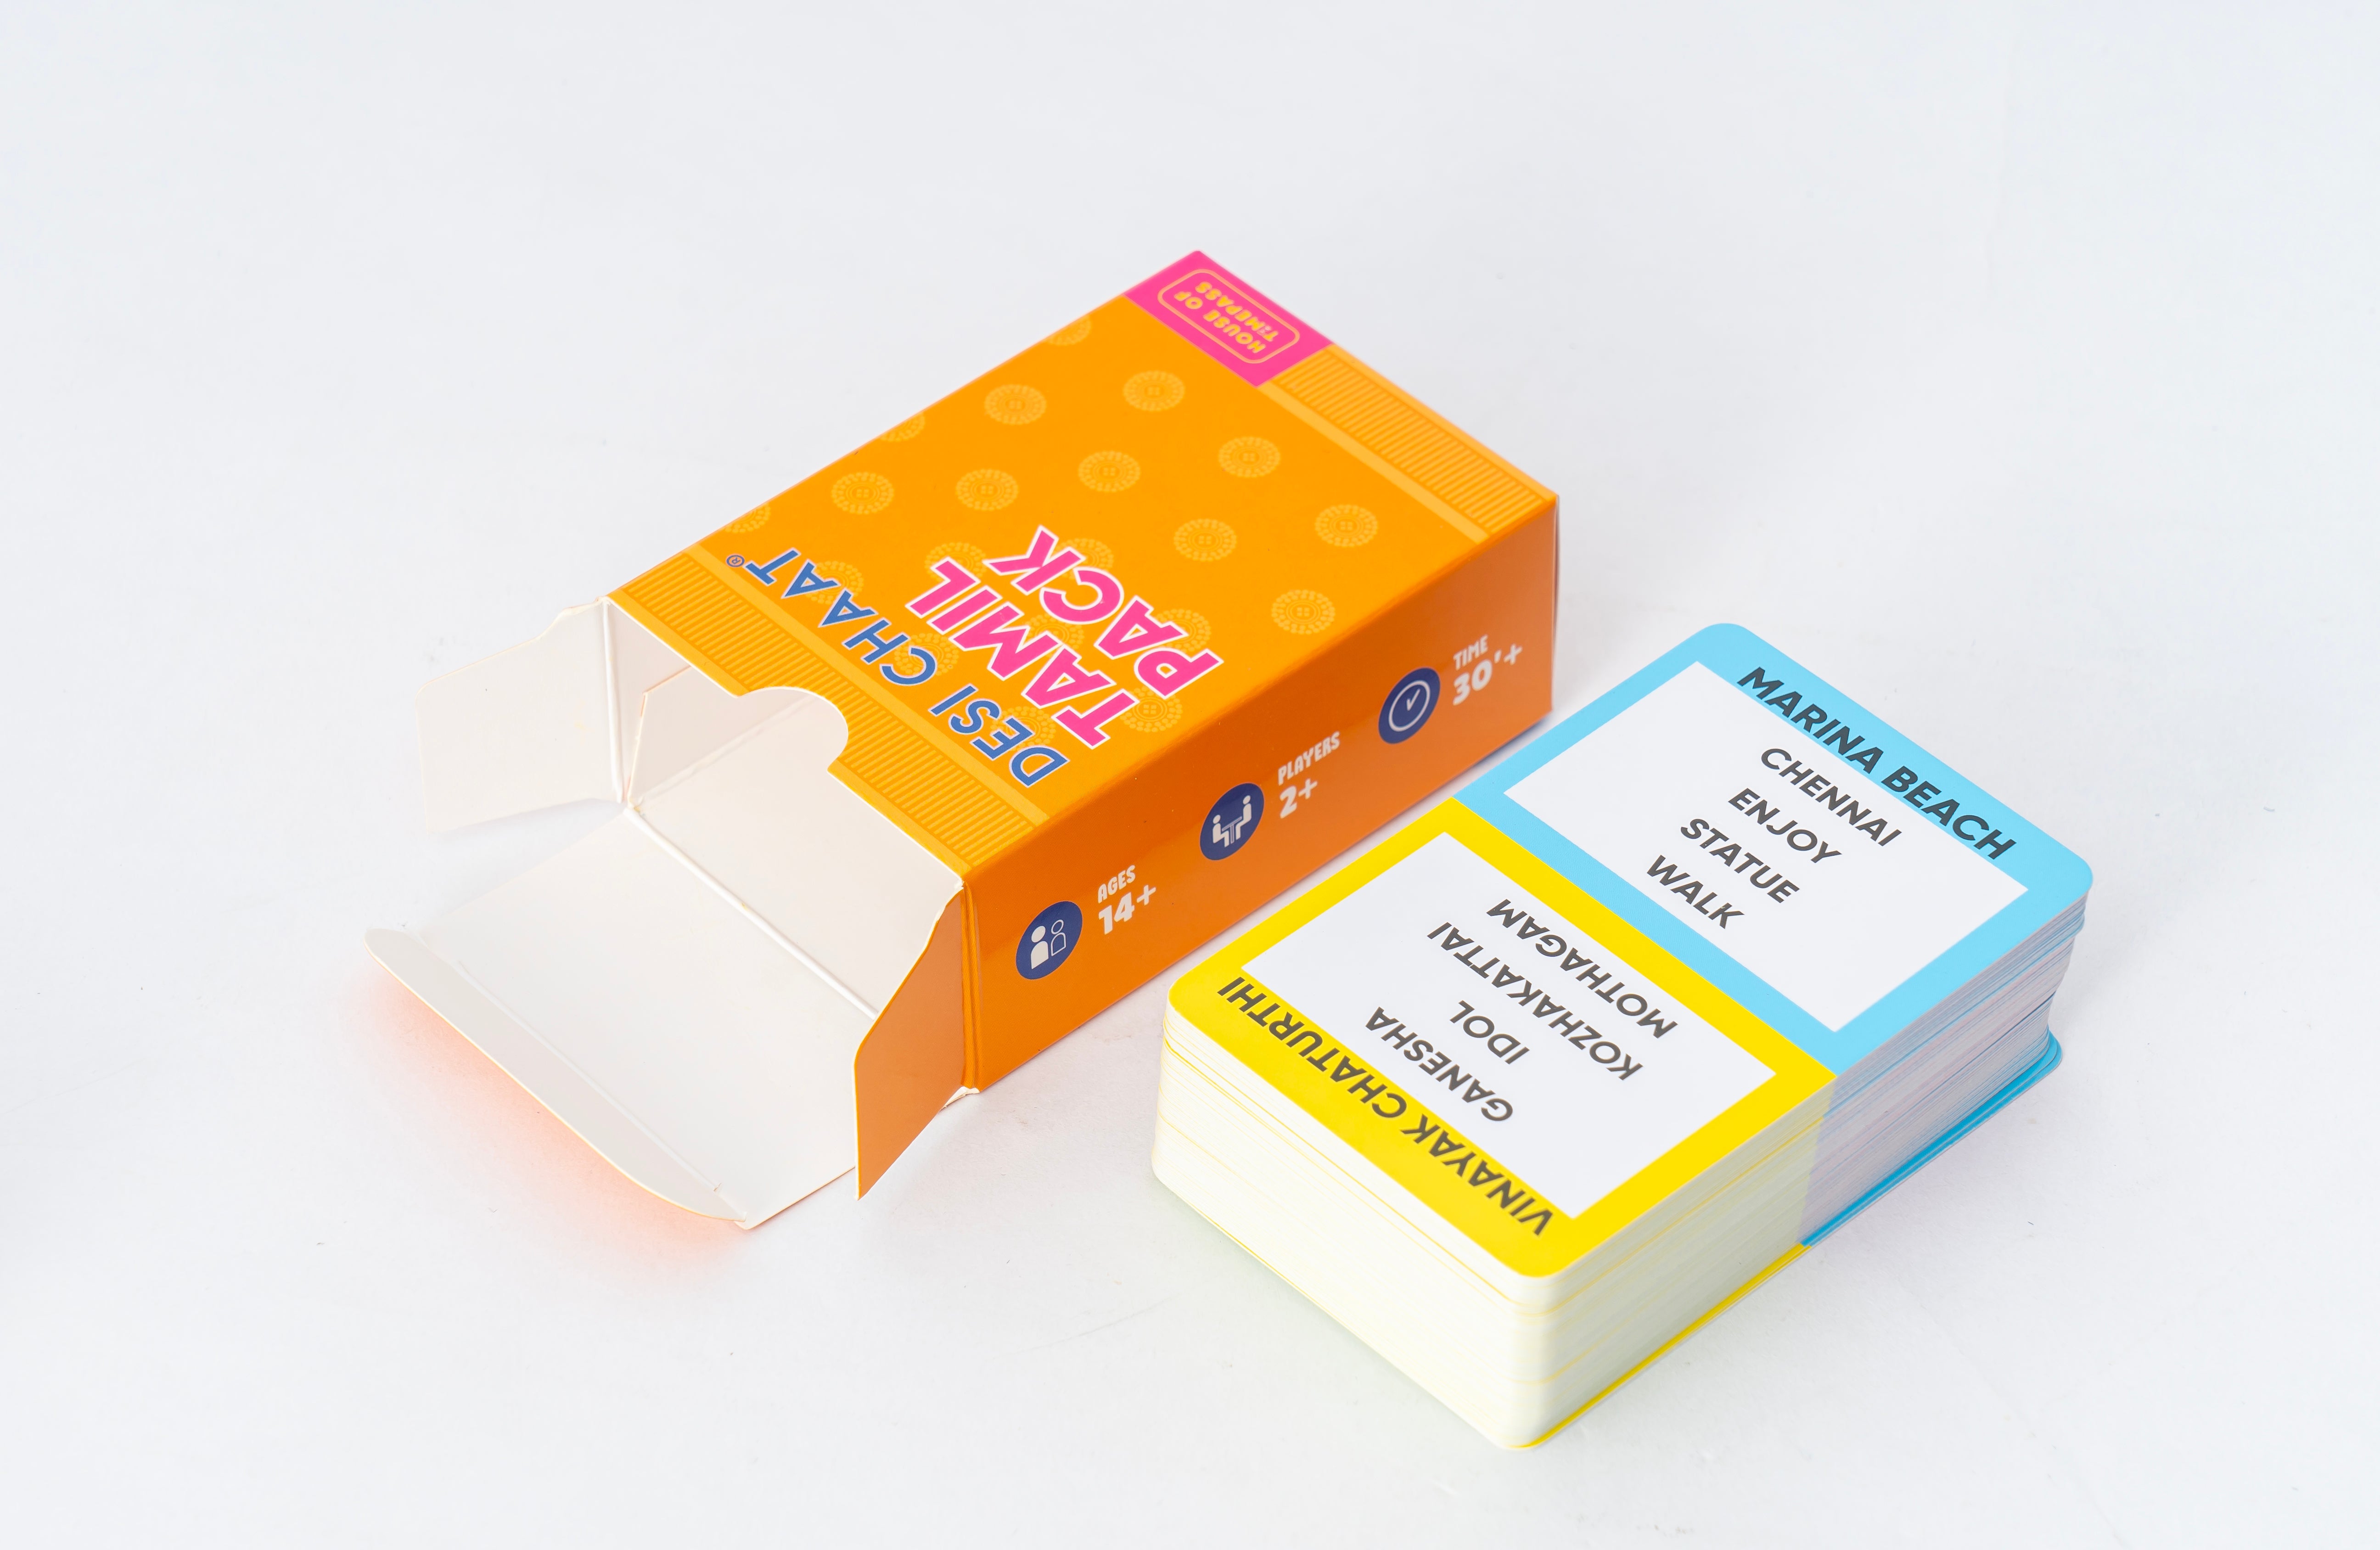 HOUSE OF
TIMEPASS
DESI CHAAT®
TAMIL
PACK
AGES
14+
PLAYERS
2+
TIME
30'+
MARINA BEACH
CHENNAI
ENJOY
STATUE
WALK
VINAYAK CHATURTHI
GANESHA
IDOL
KOZHAKATTAI
MOTHAGAM